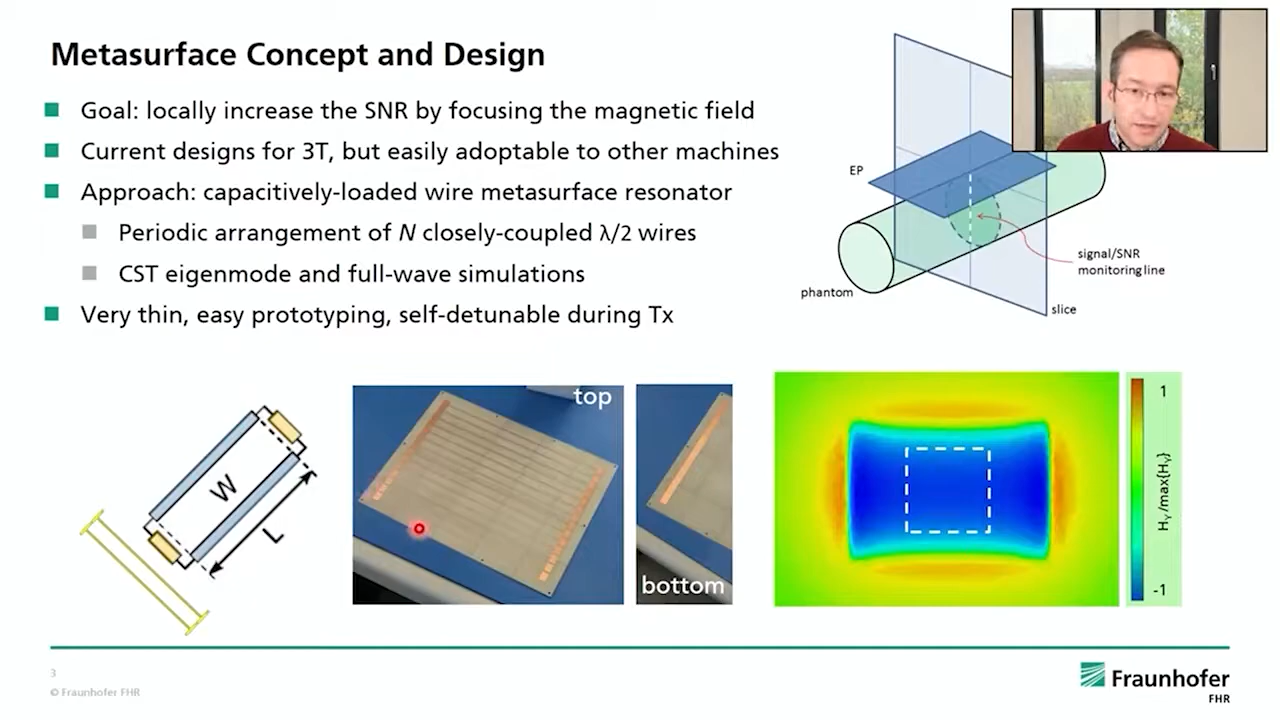 Metasurface Concept and Design
Goal: locally increase the SNR by focusing the magnetic field
Current designs for 3T, but easily adoptable to other machines
Approach: capacitively-loaded wire metasurface resonator
Periodic arrangement of N closely-coupled λ/2 wires
CST eigenmode and full-wave simulations
Very thin, easy prototyping, self-detunable during Tx
EP
signal/SNR
monitoring line
phantom
slice
W
L
top
bottom
1
Hγ/max{Hγ}
-1
3
© Fraunhofer FHR
Fraunhofer
FHR